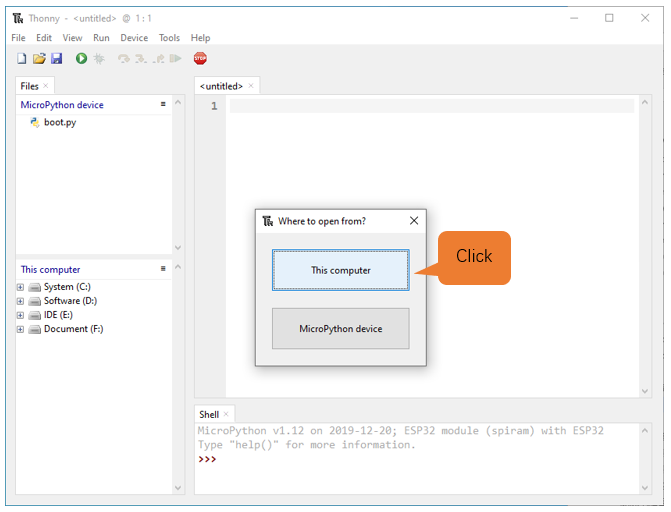 Thonny - <untitled> @ 1 : 1
File Edit View Run Device Tools Help
STOP
Files
<untitled>
MicroPython device
boot.py
1
Where to open from?
This computer
Click
MicroPython device
This computer
System (C:)
Software (D:)
IDE (E:)
Document (F:)
Shell
MicroPython v1.12 on 2019-12-20; ESP32 module (spiram) with ESP32
Type "help()" for more information.
>>>